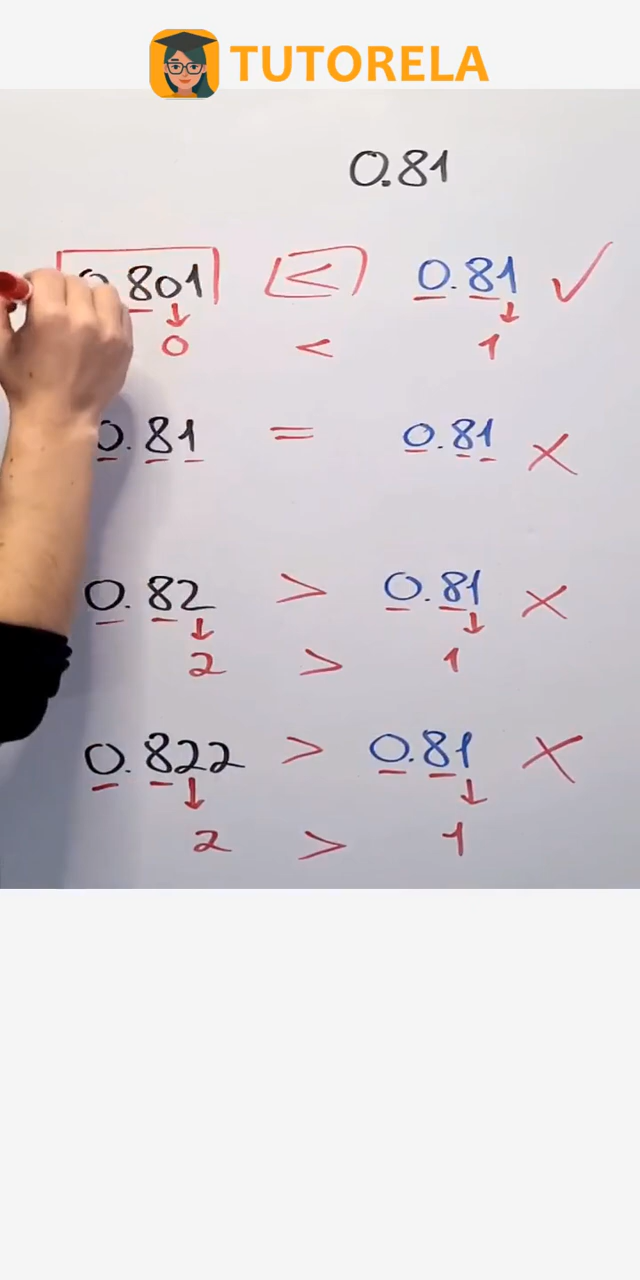 TUTORELA
0.81
0.801 < 0.81 ✓
0 < 1
0.81 = 0.81 ×
0.82 > 0.81 ×
2 > 1
0.822 > 0.81 ×
2 > 1